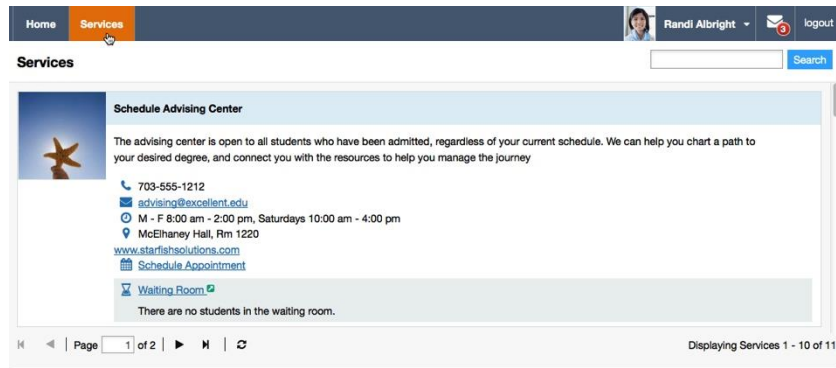 Home Services Randi Albright 3 logout
Services Search
Schedule Advising Center
The advising center is open to all students who have been admitted, regardless of your current schedule. We can help you chart a path to
your desired degree, and connect you with the resources to help you manage the journey
703-555-1212
advising@excellent.edu
M - F 8:00 am - 2:00 pm, Saturdays 10:00 am - 4:00 pm
McElhaney Hall, Rm 1220
www.starfishsolutions.com
Schedule Appointment
Waiting Room
There are no students in the waiting room.
Page 1 of 2 Displaying Services 1 - 10 of 11